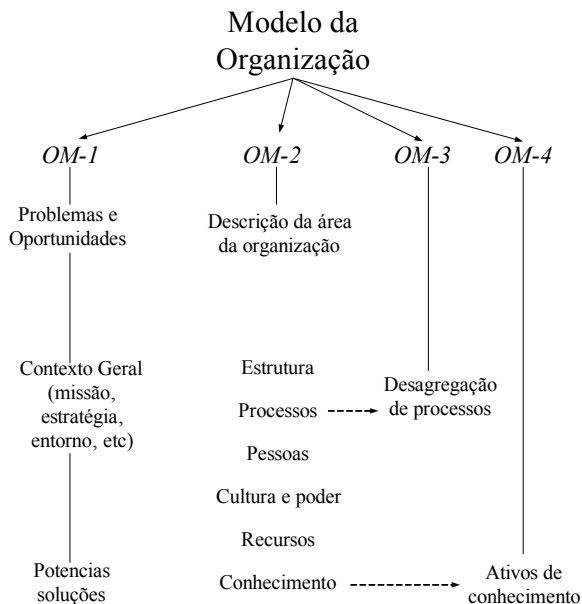 Modelo da
Organização
OM-1
OM-2
OM-3
OM-4
Problemas e
Oportunidades
Descrição da área
da organização
Contexto Geral
(missão,
estratégia,
entorno, etc)
Estrutura
Processos
Pessoas
Cultura e poder
Recursos
Conhecimento
Desagregação
de processos
Potencias
soluções
Ativos de
conhecimento